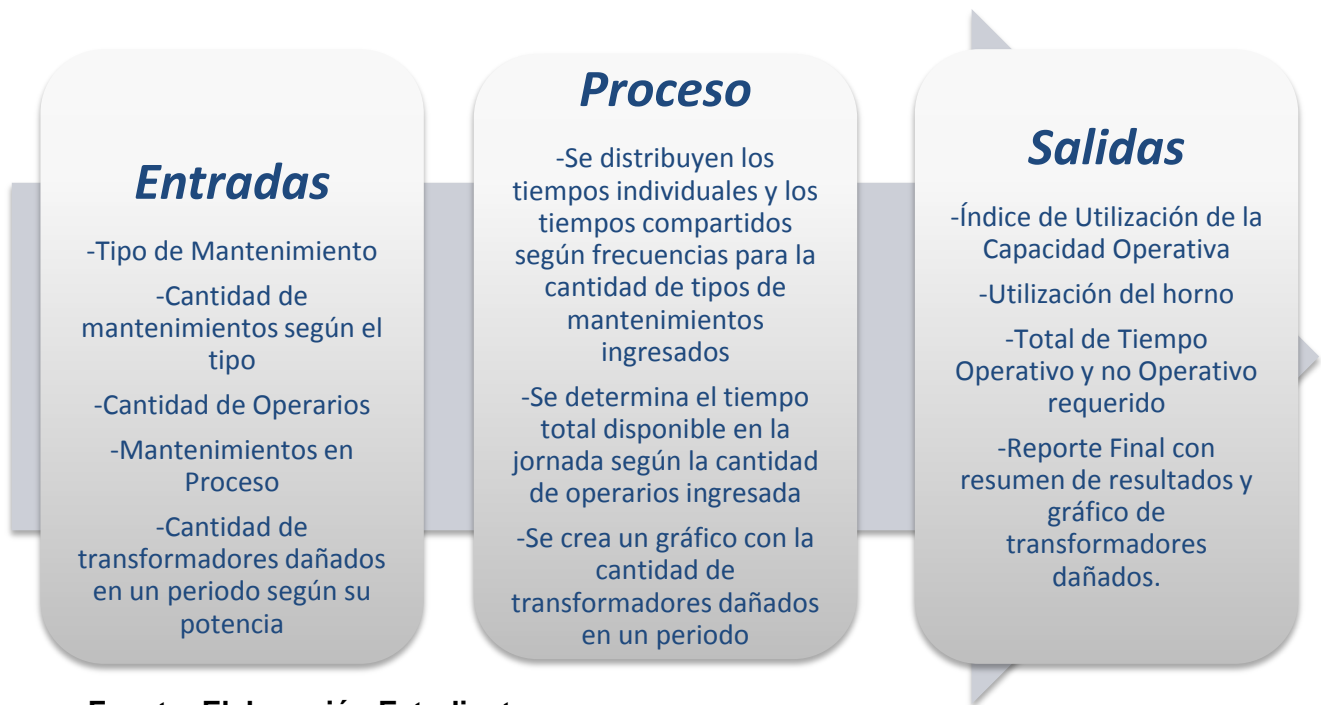 Entradas
-Tipo de Mantenimiento
-Cantidad de
mantenimientos según el
tipo
-Cantidad de Operarios
-Mantenimientos en
Proceso
-Cantidad de
transformadores dañados
en un periodo según su
potencia
Proceso
-Se distribuyen los
tiempos individuales y los
tiempos compartidos
según frecuencias para la
cantidad de tipos de
mantenimientos
ingresados
-Se determina el tiempo
total disponible en la
jornada según la cantidad
de operarios ingresada
-Se crea un gráfico con la
cantidad de
transformadores dañados
en un periodo
Salidas
-Índice de Utilización de la
Capacidad Operativa
-Utilización del horno
-Total de Tiempo
Operativo y no Operativo
requerido
-Reporte Final con
resumen de resultados y
gráfico de
transformadores
dañados.